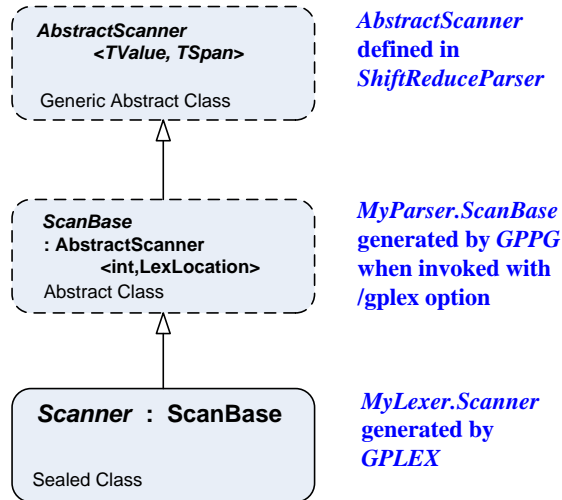 AbstractScanner
<TValue, TSpan>
Generic Abstract Class
AbstractScanner
defined in
ShiftReduceParser
ScanBase
: AbstractScanner
<int,LexLocation>
Abstract Class
MyParser.ScanBase
generated by GPPG
when invoked with
/gplex option
Scanner : ScanBase
Sealed Class
MyLexer.Scanner
generated by
GPLEX